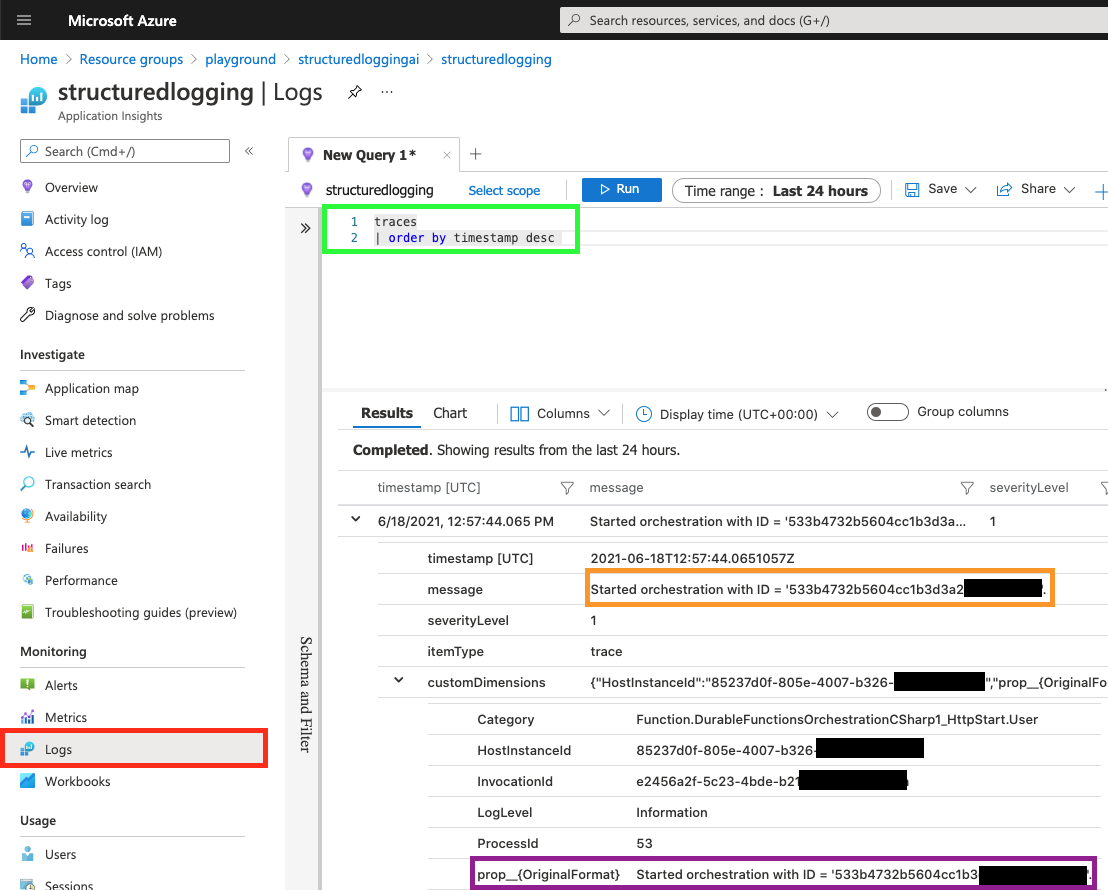 Microsoft Azure
Search resources, services, and docs (G+/)
Home > Resource groups > playground > structuredloggingai > structuredlogging
structuredlogging | Logs
...
Application Insights
Search (Cmd+/)
«
Overview
Activity log
Access control (IAM)
Tags
Diagnose and solve problems
Investigate
Application map
Smart detection
Live metrics
Transaction search
Availability
Failures
Performance
Troubleshooting guides (preview)
Monitoring
Alerts
Metrics
Logs
Workbooks
Usage
Users
Sessions
New Query 1*
structuredlogging
Select scope
Run
Time range : Last 24 hours
Save
Share
1 traces
2 | order by timestamp desc
Schema and Filter
Results
Chart
Columns
Display time (UTC+00:00)
Group columns
Completed. Showing results from the last 24 hours.
timestamp [UTC] message severityLevel
6/18/2021, 12:57:44.065 PM Started orchestration with ID = '533b4732b5604cc1b3d3a... 1
timestamp [UTC] 2021-06-18T12:57:44.0651057Z
message Started orchestration with ID = '533b4732b5604cc1b3d3a2 '.
severityLevel 1
itemType trace
customDimensions {"HostInstanceId":"85237d0f-805e-4007-b326- ","prop__{OriginalFo
Category Function.DurableFunctionsOrchestrationCSharp1_HttpStart.User
HostInstanceId 85237d0f-805e-4007-b326-
InvocationId e2456a2f-5c23-4bde-b21
LogLevel Information
ProcessId 53
prop__{OriginalFormat} Started orchestration with ID = '533b4732b5604cc1b3 '.